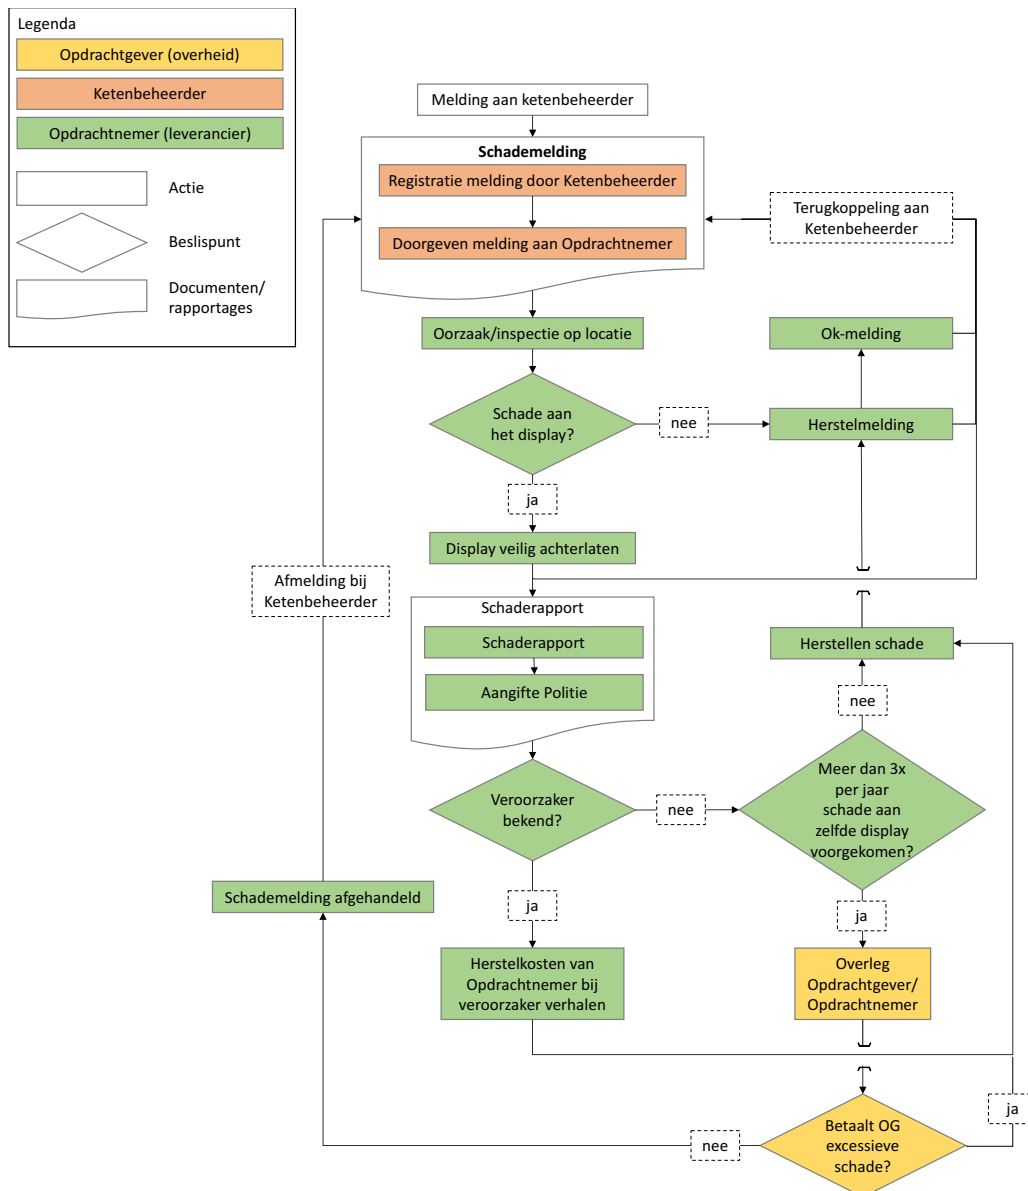 Legenda
Opdrachtgever (overheid)
Ketenbeheerder
Opdrachtnemer (leverancier)
Actie
Beslispunt
Documenten/
rapportages
Melding aan ketenbeheerder
Schademelding
Registratie melding door Ketenbeheerder
Doorgeven melding aan Opdrachtnemer
Terugkoppeling aan
Ketenbeheerder
Oorzaak/inspectie op locatie
Ok-melding
Schade aan
het display?
nee
Herstelmelding
ja
Display veilig achterlaten
Afmelding bij
Ketenbeheerder
Schaderapport
Schaderapport
Aangifte Politie
Herstellen schade
nee
Veroorzaker
bekend?
nee
Meer dan 3x
per jaar
schade aan
zelfde display
voorgekomen?
Schademelding afgehandeld
ja
ja
Herstelkosten van
Opdrachtnemer bij
veroorzaker verhalen
Overleg
Opdrachtgever/
Opdrachtnemer
ja
Betaalt OG
excessieve
schade?
nee